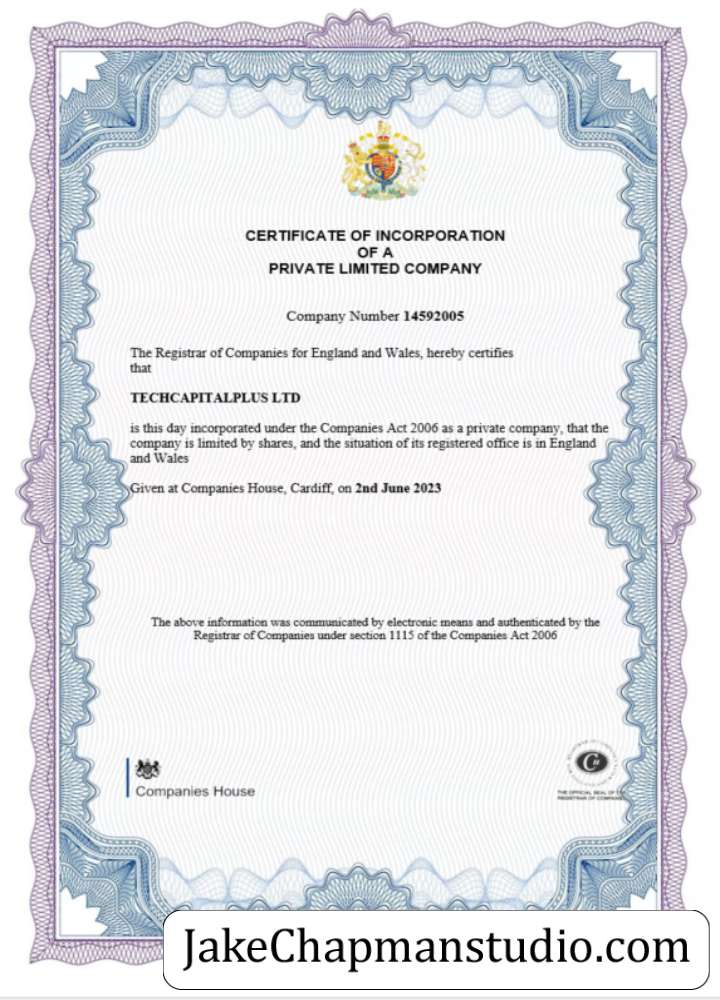 CERTIFICATE OF INCORPORATION
OF A
PRIVATE LIMITED COMPANY
Company Number 14592005
The Registrar of Companies for England and Wales, hereby certifies
that
TECHCAPITALPLUS LTD
is this day incorporated under the Companies Act 2006 as a private company, that the
company is limited by shares, and the situation of its registered office is in England
and Wales
Given at Companies House, Cardiff, on 2nd June 2023
The above information was communicated by electronic means and authenticated by the
Registrar of Companies under section 1115 of the Companies Act 2006
Companies House
C
THE OFFICIAL SEAL OF
REGISTRAR OF
JakeChapmanstudio.com